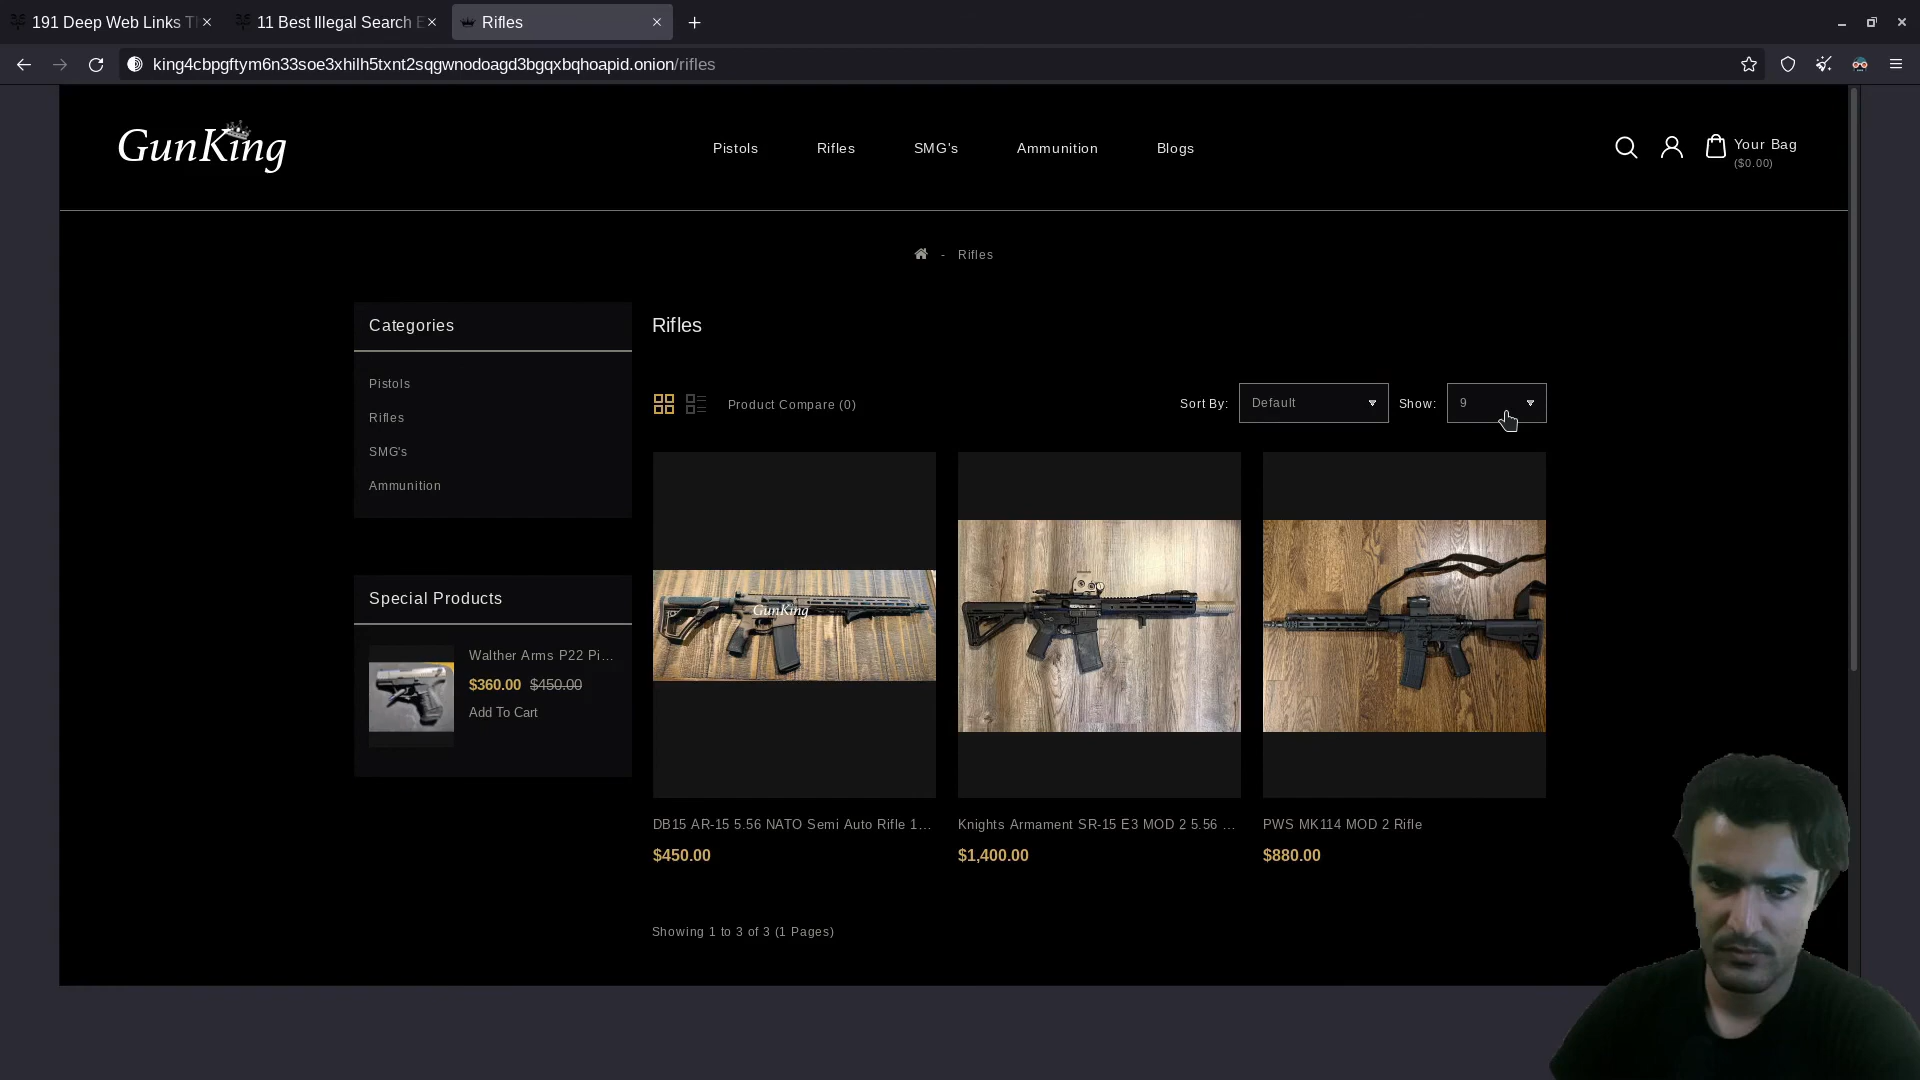 191 Deep Web Links T
11 Best Illegal Search E
Rifles
king4cbpgftym6n33soe3xhilh5txnt2sqgwnodoagd3bgqxbqhoapid.onion/rifles
GunKing
Pistols
Rifles
SMG's
Ammunition
Blogs
Your Bag
($0.00)
- Rifles
Categories
Pistols
Rifles
SMG's
Ammunition
Special Products
Walther Arms P22 Pi...
$360.00 $450.00
Add To Cart
Rifles
Product Compare (0)
Sort By: Default
Show: 9
GunKing
DB15 AR-15 5.56 NATO Semi Auto Rifle 1...
$450.00
Knights Armament SR-15 E3 MOD 2 5.56 ...
$1,400.00
PWS MK114 MOD 2 Rifle
$880.00
Showing 1 to 3 of 3 (1 Pages)